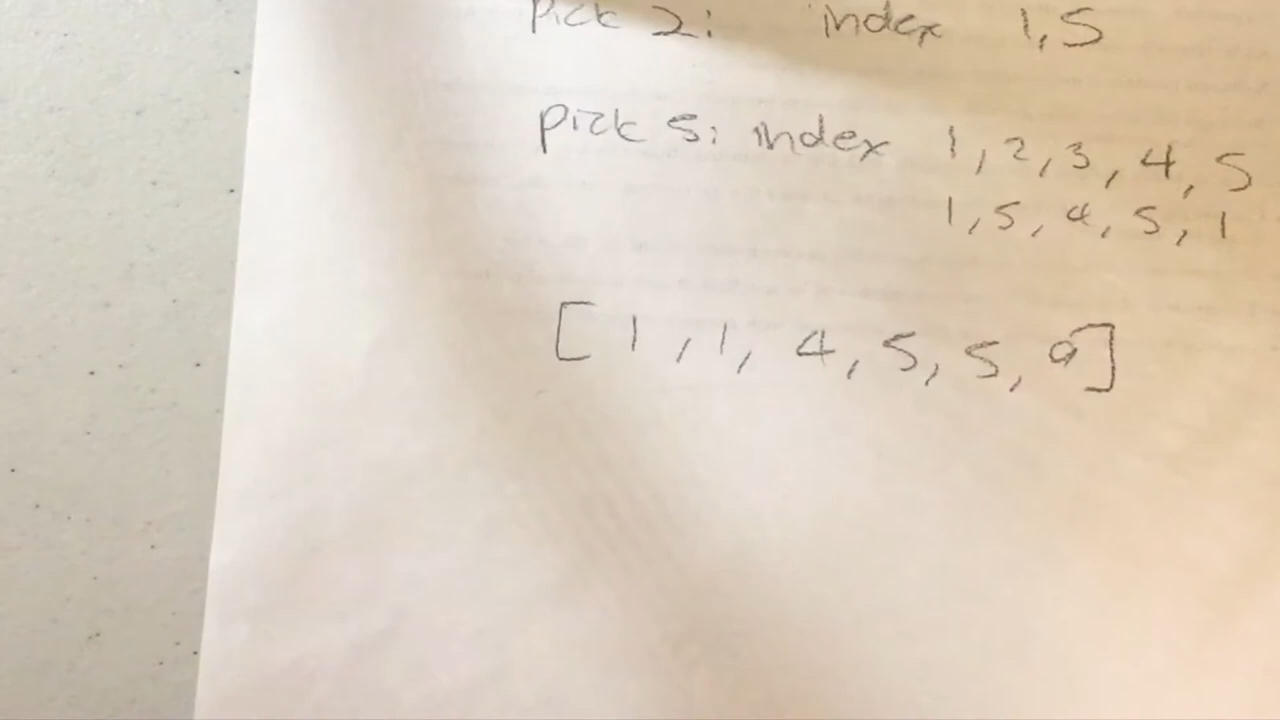 pick 2: index 1,5
pick 5: index 1,2,3,4,5
1,5,4,5,1
[1,1,4,5,5,9]